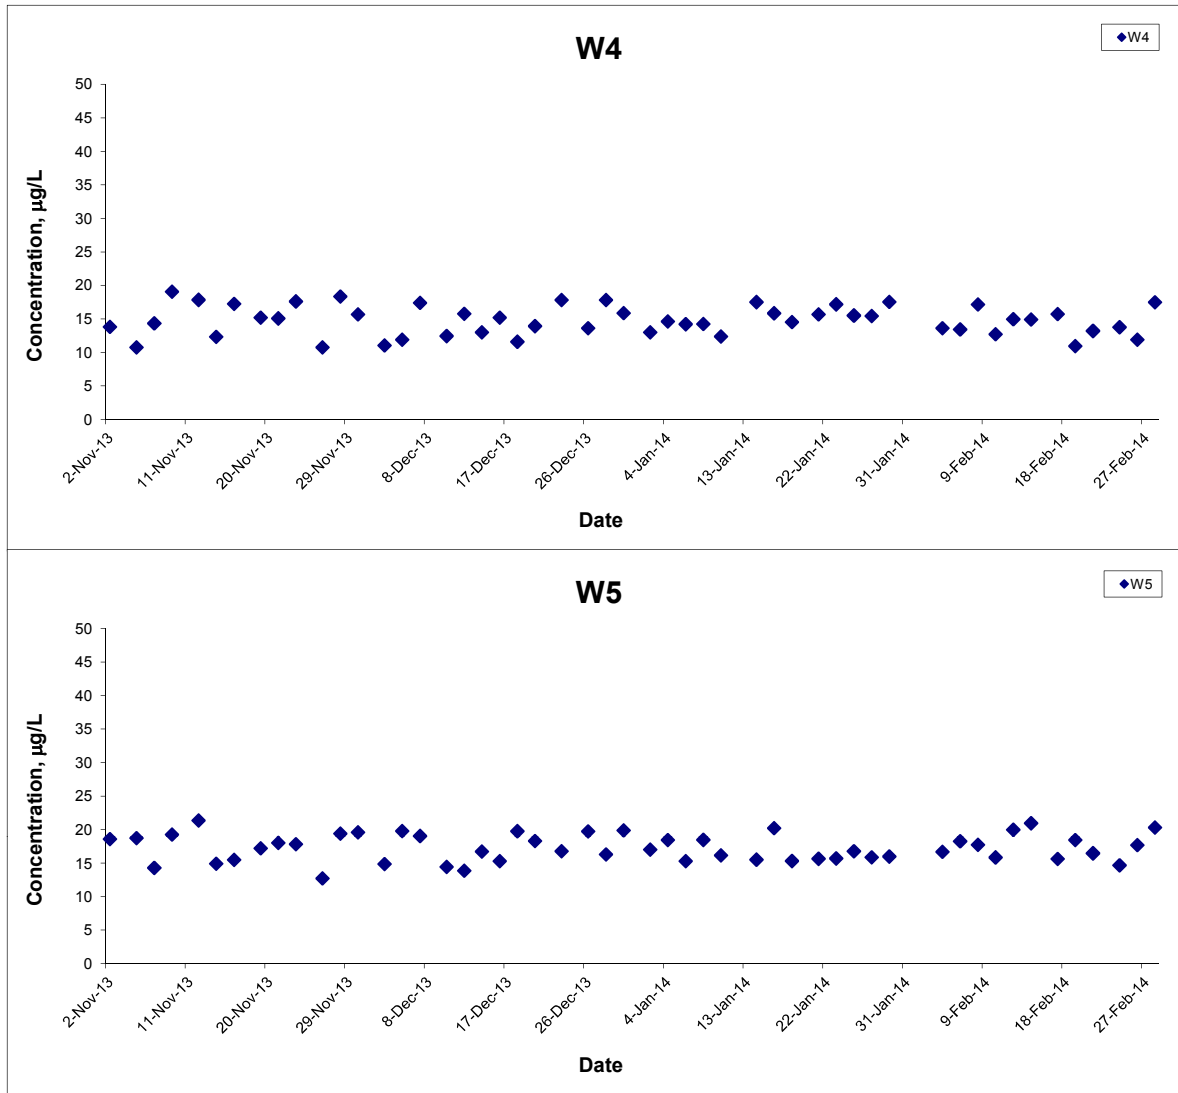 W4
W4
50
45
40
35
30
25
20
15
10
5
0
Concentration, µg/L
2-Nov-13
11-Nov-13
20-Nov-13
29-Nov-13
8-Dec-13
17-Dec-13
26-Dec-13
4-Jan-14
13-Jan-14
22-Jan-14
31-Jan-14
9-Feb-14
18-Feb-14
27-Feb-14
Date
W5
W5
50
45
40
35
30
25
20
15
10
5
0
Concentration, µg/L
2-Nov-13
11-Nov-13
20-Nov-13
29-Nov-13
8-Dec-13
17-Dec-13
26-Dec-13
4-Jan-14
13-Jan-14
22-Jan-14
31-Jan-14
9-Feb-14
18-Feb-14
27-Feb-14
Date